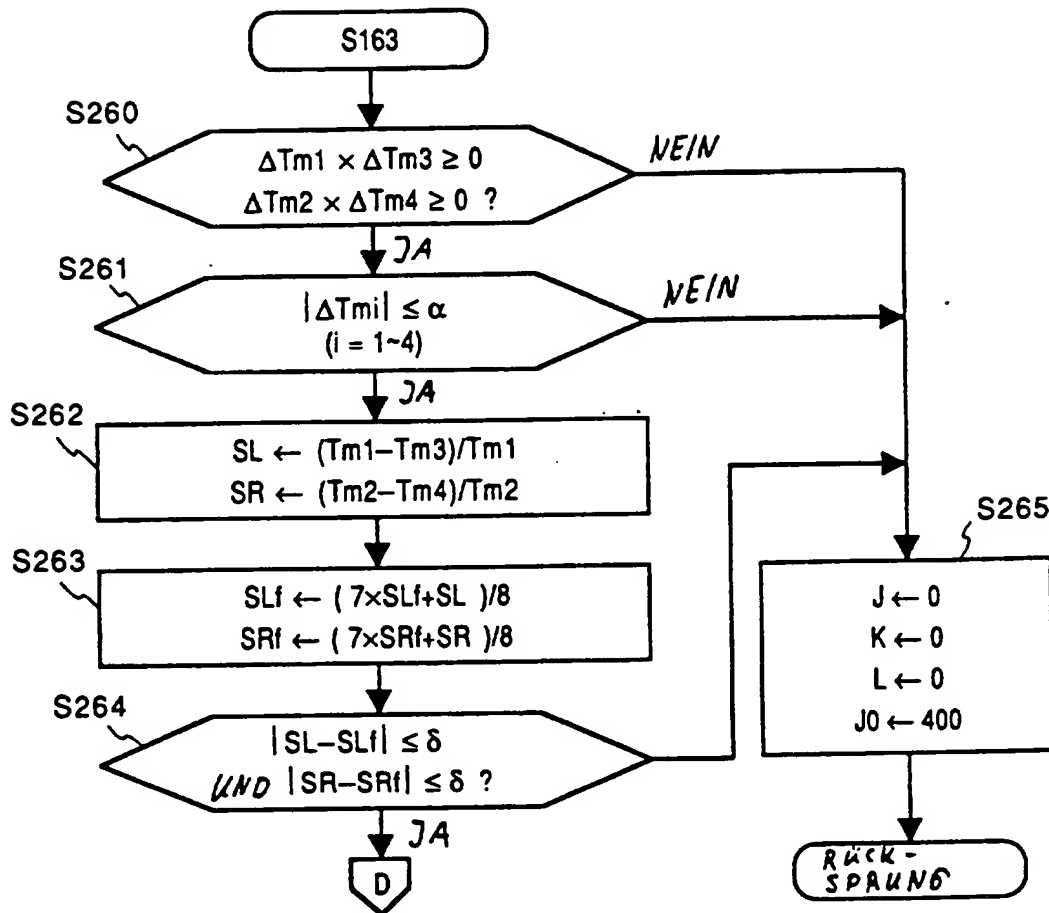 S163
S260
ΔTm1 × ΔTm3 ≥ 0
ΔTm2 × ΔTm4 ≥ 0 ?
NEIN
JA
S261
|ΔTmi| ≤ α
(i = 1~4)
NEIN
JA
S262
SL ← (Tm1–Tm3)/Tm1
SR ← (Tm2–Tm4)/Tm2
S263
SLf ← ( 7×SLf+SL )/8
SRf ← ( 7×SRf+SR )/8
S264
|SL–SLf| ≤ δ
UND |SR–SRf| ≤ δ ?
JA
D
S265
J ← 0
K ← 0
L ← 0
J0 ← 400
RÜCK-
SPRUNG